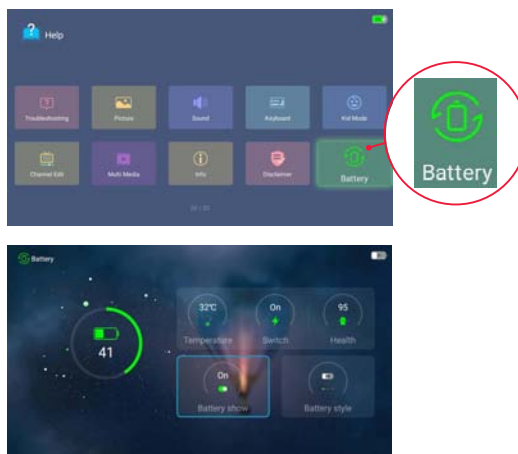 Help
Troubleshooting
Picture
Sound
Keyboard
Kid Mode
Channel Edit
Multi Media
Info
Disclaimer
Battery
Battery
Battery
41
32°C
Temperature
On
Switch
95
Health
On
Battery show
Battery style